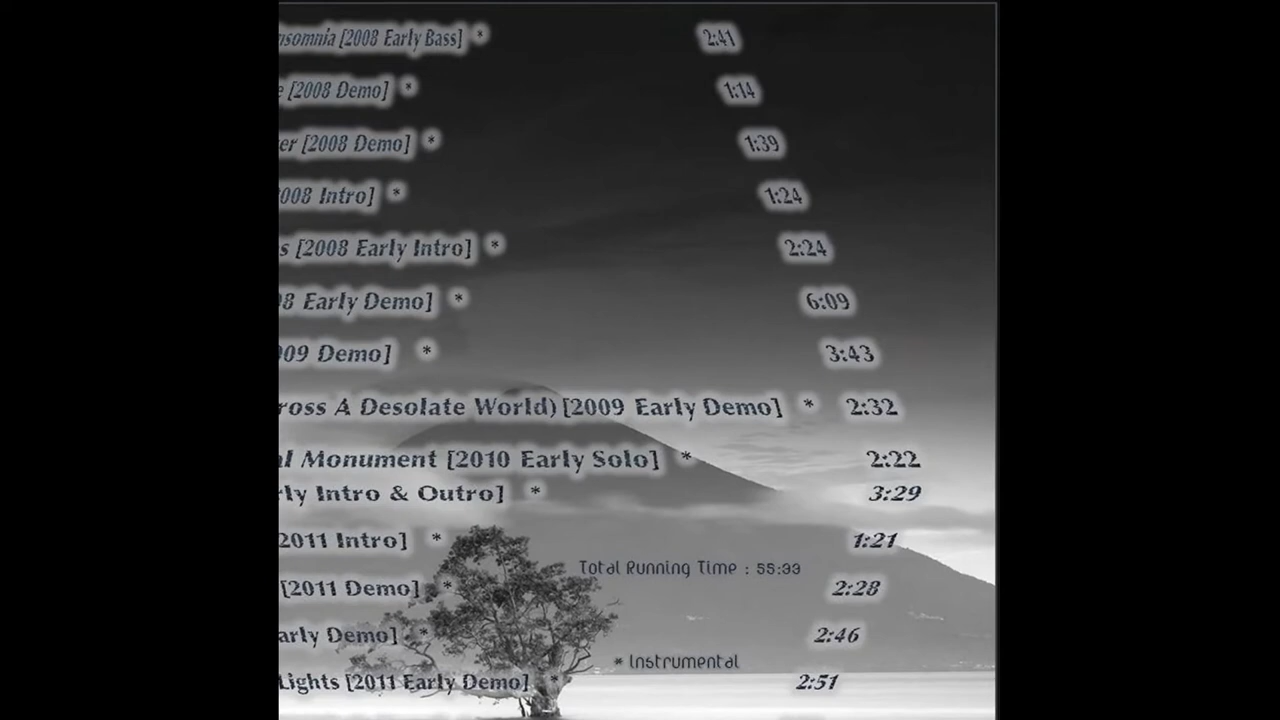 nsomnia [2008 Early Bass] * 2:41
e [2008 Demo] * 1:14
er [2008 Demo] * 1:39
008 Intro] * 1:24
s [2008 Early Intro] * 2:24
08 Early Demo] * 6:09
009 Demo] * 3:43
ross A Desolate World) [2009 Early Demo] * 2:32
al Monument [2010 Early Solo] * 2:22
rly Intro & Outro] * 3:29
2011 Intro] * 1:21
Total Running Time : 55:33
[2011 Demo] * 2:28
arly Demo] * 2:46
* Instrumental
Lights [2011 Early Demo] * 2:51